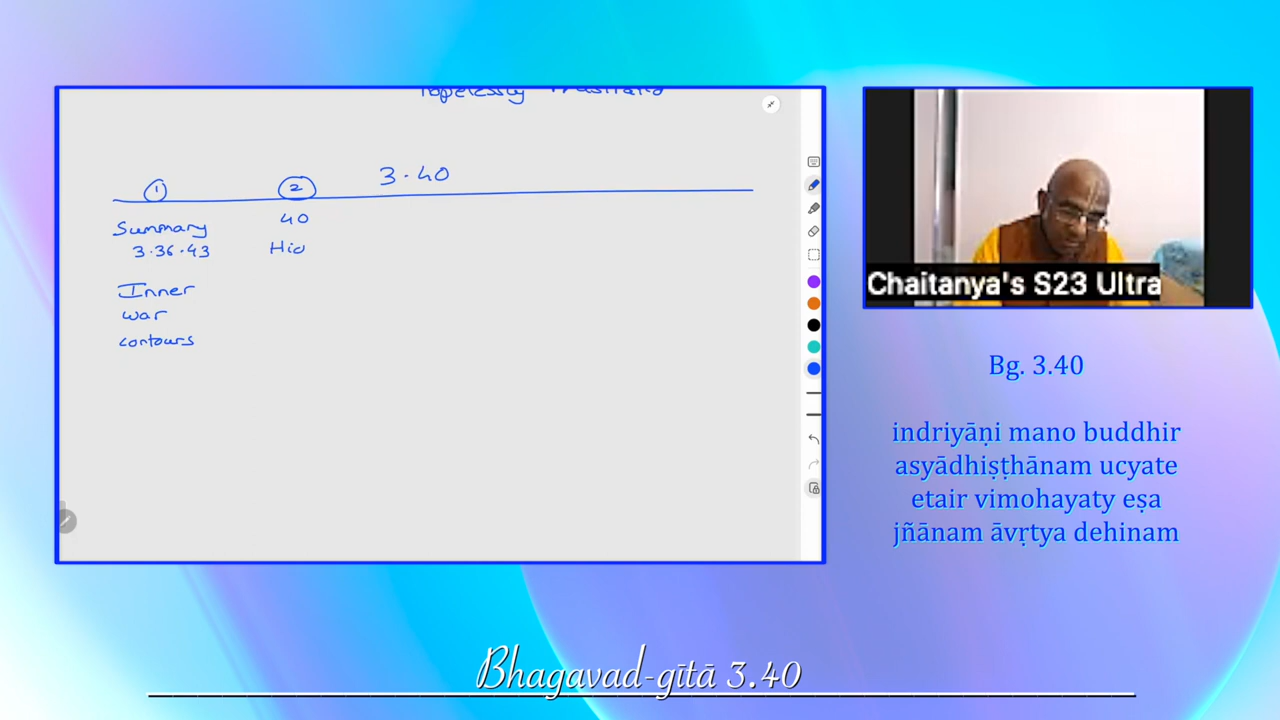 3.40
1
2
Summary
3.36.43
40
Hid
Inner
war
contours
Chaitanya's S23 Ultra
Bg. 3.40
indriyāṇi mano buddhir
asyādhiṣṭhānam ucyate
etair vimohayaty eṣa
jñānam āvṛtya dehinam
Bhagavad-gītā 3.40